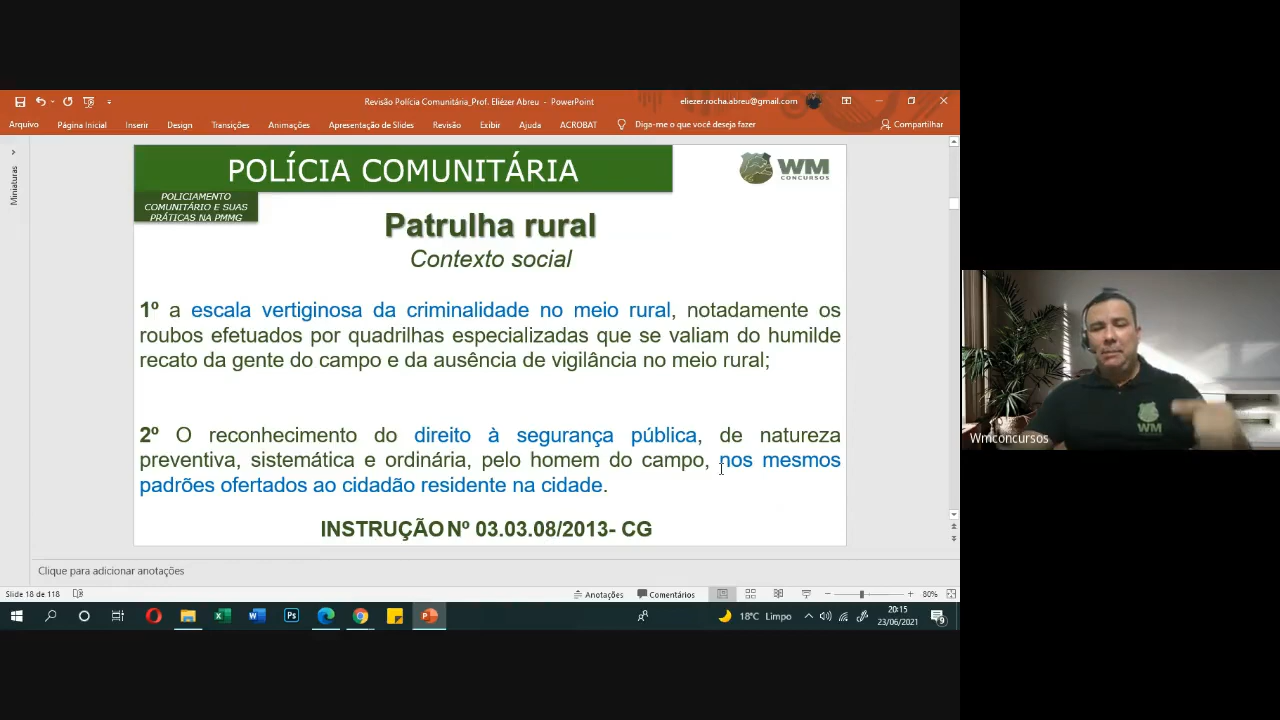 Revisão Polícia Comunitária_Prof. Eliézer Abreu - PowerPoint
eliezer.rocha.abreu@gmail.com
Arquivo Página Inicial Inserir Design Transições Animações Apresentação de Slides Revisão Exibir Ajuda ACROBAT Diga-me o que você deseja fazer Compartilhar
Miniaturas
POLÍCIA COMUNITÁRIA
WM
CONCURSOS
POLICIAMENTO
COMUNITÁRIO E SUAS
PRÁTICAS NA PMMG
Patrulha rural
Contexto social
1º a escala vertiginosa da criminalidade no meio rural, notadamente os
roubos efetuados por quadrilhas especializadas que se valiam do humilde
recato da gente do campo e da ausência de vigilância no meio rural;
2º O reconhecimento do direito à segurança pública, de natureza
preventiva, sistemática e ordinária, pelo homem do campo, nos mesmos
padrões ofertados ao cidadão residente na cidade.
INSTRUÇÃO Nº 03.03.08/2013- CG
WM
Wmconcursos
Clique para adicionar anotações
Slide 18 de 118 Anotações Comentários 80%
Ps 18°C Limpo 20:15
23/06/2021 9